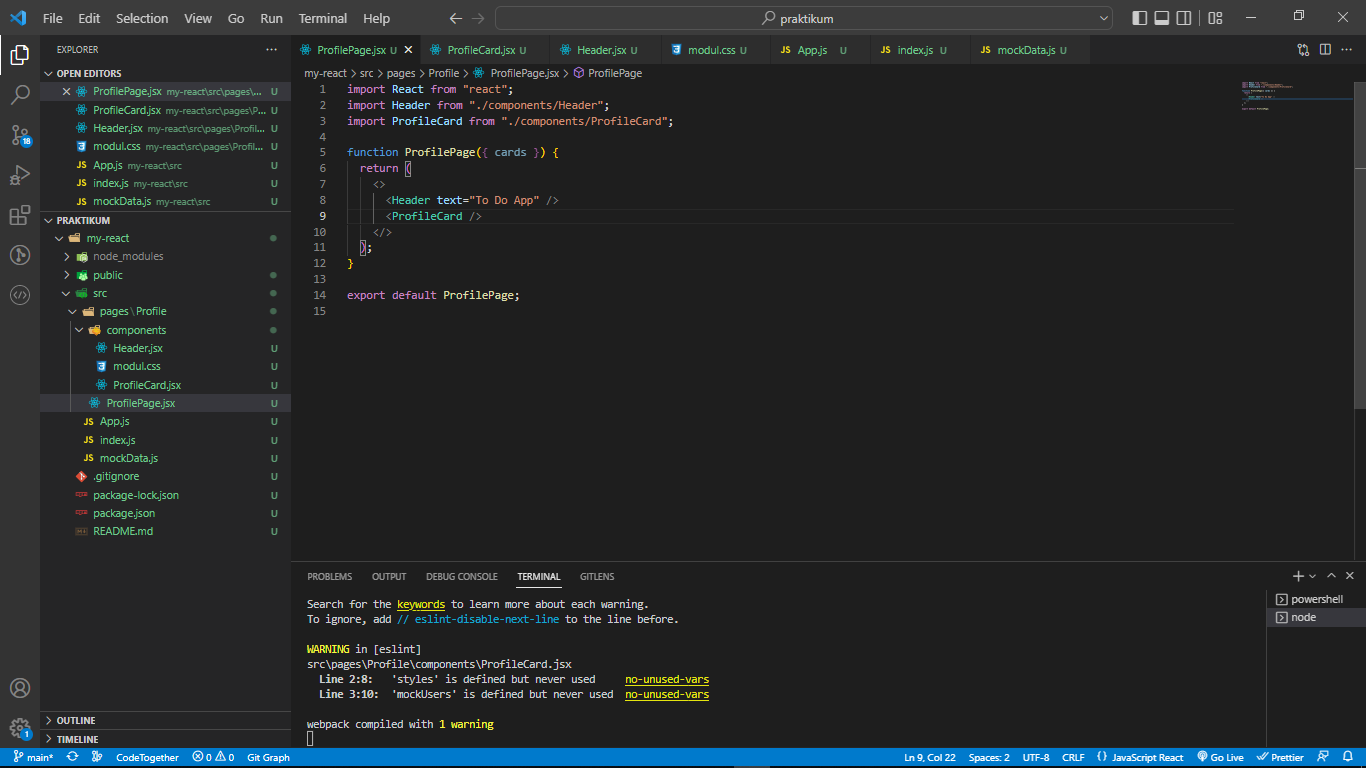 File Edit Selection View Go Run Terminal Help praktikum
EXPLORER
OPEN EDITORS
ProfilePage.jsx my-react\src\pages\... U
ProfileCard.jsx my-react\src\pages\P... U
Header.jsx my-react\src\pages\Profil... U
modul.css my-react\src\pages\Profil... U
App.js my-react\src U
index.js my-react\src U
mockData.js my-react\src U
PRAKTIKUM
my-react
node_modules
public
src
pages\Profile
components
Header.jsx U
modul.css U
ProfileCard.jsx U
ProfilePage.jsx U
JS App.js U
JS index.js U
JS mockData.js U
.gitignore U
package-lock.json U
package.json U
README.md U
OUTLINE
TIMELINE
18
1
ProfilePage.jsx U ProfileCard.jsx U Header.jsx U modul.css U JS App.js U JS index.js U JS mockData.js U
my-react > src > pages > Profile > ProfilePage.jsx > ProfilePage
1 import React from "react";
2 import Header from "./components/Header";
3 import ProfileCard from "./components/ProfileCard";
4
5 function ProfilePage({ cards }) {
6 return (
7 <>
8 <Header text="To Do App" />
9 <ProfileCard />
10 </>
11 );
12 }
13
14 export default ProfilePage;
15
PROBLEMS OUTPUT DEBUG CONSOLE TERMINAL GITLENS
Search for the keywords to learn more about each warning.
To ignore, add // eslint-disable-next-line to the line before.
WARNING in [eslint]
src\pages\Profile\components\ProfileCard.jsx
Line 2:8: 'styles' is defined but never used no-unused-vars
Line 3:10: 'mockUsers' is defined but never used no-unused-vars
webpack compiled with 1 warning
powershell
node
main* CodeTogether 0 0 Git Graph Ln 9, Col 22 Spaces: 2 UTF-8 CRLF {} JavaScript React Go Live Prettier